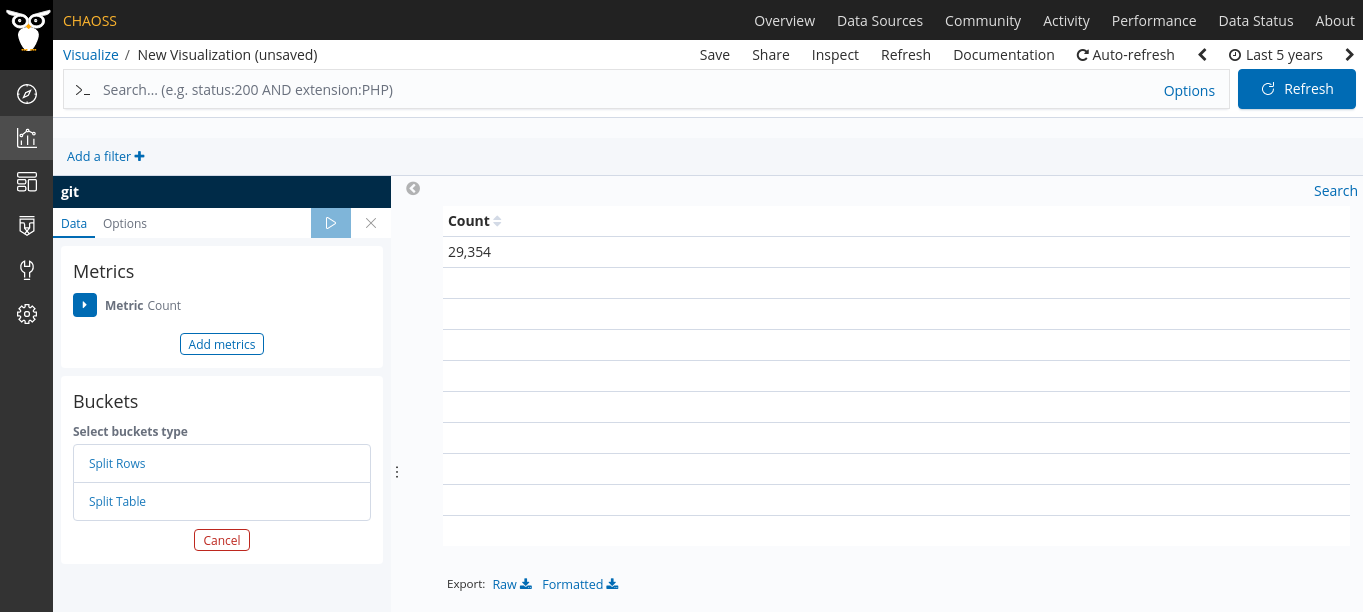 CHAOSS Overview Data Sources Community Activity Performance Data Status About
Visualize / New Visualization (unsaved) Save Share Inspect Refresh Documentation Auto-refresh Last 5 years
>_ Search... (e.g. status:200 AND extension:PHP) Options Refresh
Add a filter
git
Search
Data Options
Count
29,354
Metrics
Metric Count
Add metrics
Buckets
Select buckets type
Split Rows
Split Table
Cancel
Export: Raw Formatted